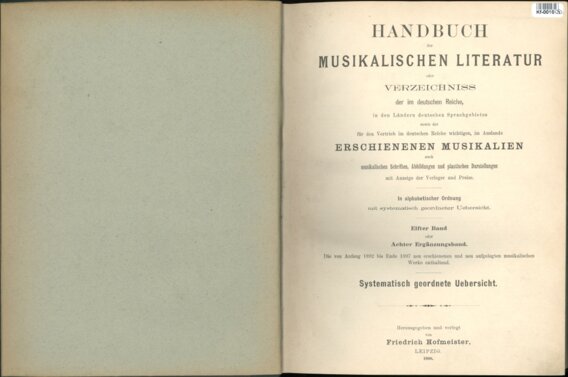 HANDBUCH
der
MUSIKALISCHEN LITERATUR
oder
VERZEICHNISS
der im deutschen Reiche,
in den Ländern deutschen Sprachgebietes
sowie der
für den Vertrieb im deutschen Reiche wichtigen, im Auslande
ERSCHIENENEN MUSIKALIEN
auch
musikalischen Schriften, Abbildungen und plastischen Darstellungen
mit Anzeige der Verleger und Preise.
In alphabetischer Ordnung
mit systematisch geordneter Uebersicht.
Elfter Band
oder
Achter Ergänzungsband.
Die von Anfang 1892 bis Ende 1897 neu erschienenen und neu aufgelegten musikalischen
Werke enthaltend.
Systematisch geordnete Uebersicht.
Herausgegeben und verlegt
von
Friedrich Hofmeister,
LEIPZIG.